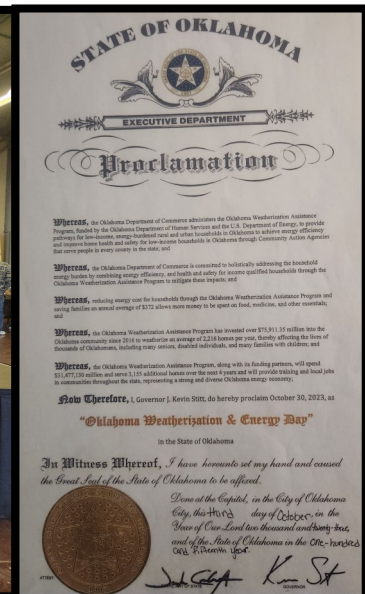 STATE OF OKLAHOMA
EXECUTIVE DEPARTMENT
Proclamation
Whereas, the Oklahoma Department of Commerce administers the Oklahoma Weatherization Assistance
Program, funded by the Oklahoma Department of Human Services and the U.S. Department of Energy, to provide
pathways for low-income, energy-burdened rural and urban households in Oklahoma to achieve energy efficiency
and improve home health and safety for low-income households in Oklahoma through Community Action Agencies
that serve people in every county in the state, and
Whereas, the Oklahoma Department of Commerce is committed to holistically addressing the household
energy burden by combining energy efficiency, and health and safety for income qualified households through the
Oklahoma Weatherization Assistance Program to mitigate these impacts; and
Whereas, reducing energy cost for households through the Oklahoma Weatherization Assistance Program and
saving families on annual average of $372 allows more money to be spent on food, medicine, and other essentials;
and
Whereas, the Oklahoma Weatherization Assistance Program has invested over $75,911.35 million into the
Oklahoma community since 2016 to weatherize an average of 2,216 homes per year, thereby affecting the lives of
thousands of Oklahomans, including many seniors, disabled individuals, and many families with children; and
Whereas, the Oklahoma Weatherization Assistance Program, along with its funding partners, will spend
million over the next 4 years and serve 3,155 additional homes and will provide training and local jobs
in communities throughout the state, representing a strong and diverse Oklahoma energy economy;
Now Therefore, I, Governor J. Kevin Stitt, do hereby proclaim October 30, 2023, as
"Oklahoma Weatherization & Energy Day"
in the State of Oklahoma
In Witness Whereof, I have hereunto set my hand and caused
the Great Seal of the State of Oklahoma to be affixed.
Done at the Capitol, in the City of Oklahoma
City, this third day of October, in the
Year of Our Lord two thousand and twenty-three,
and of the State of Oklahoma in the one-hundred
and year.
GOVERNOR